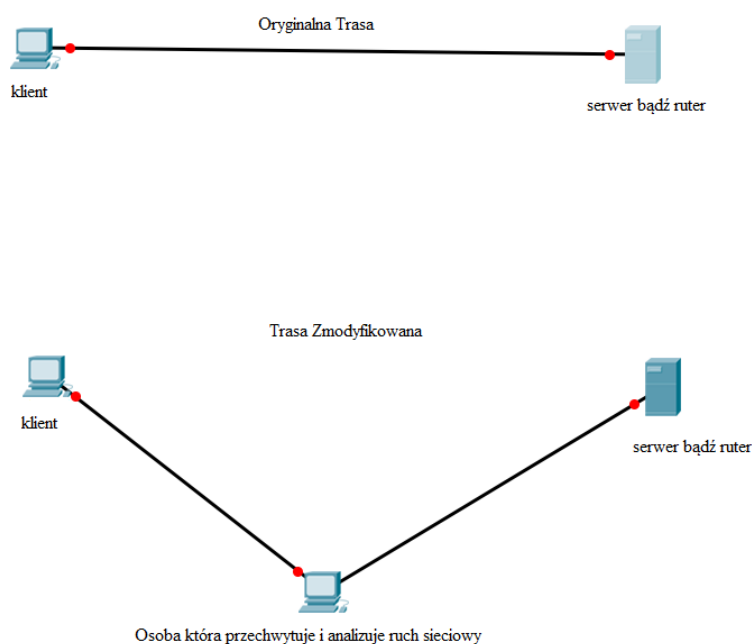 Oryginalna Trasa
klient
serwer bądź ruter
Trasa Zmodyfikowana
klient
serwer bądź ruter
Osoba która przechwytuje i analizuje ruch sieciowy